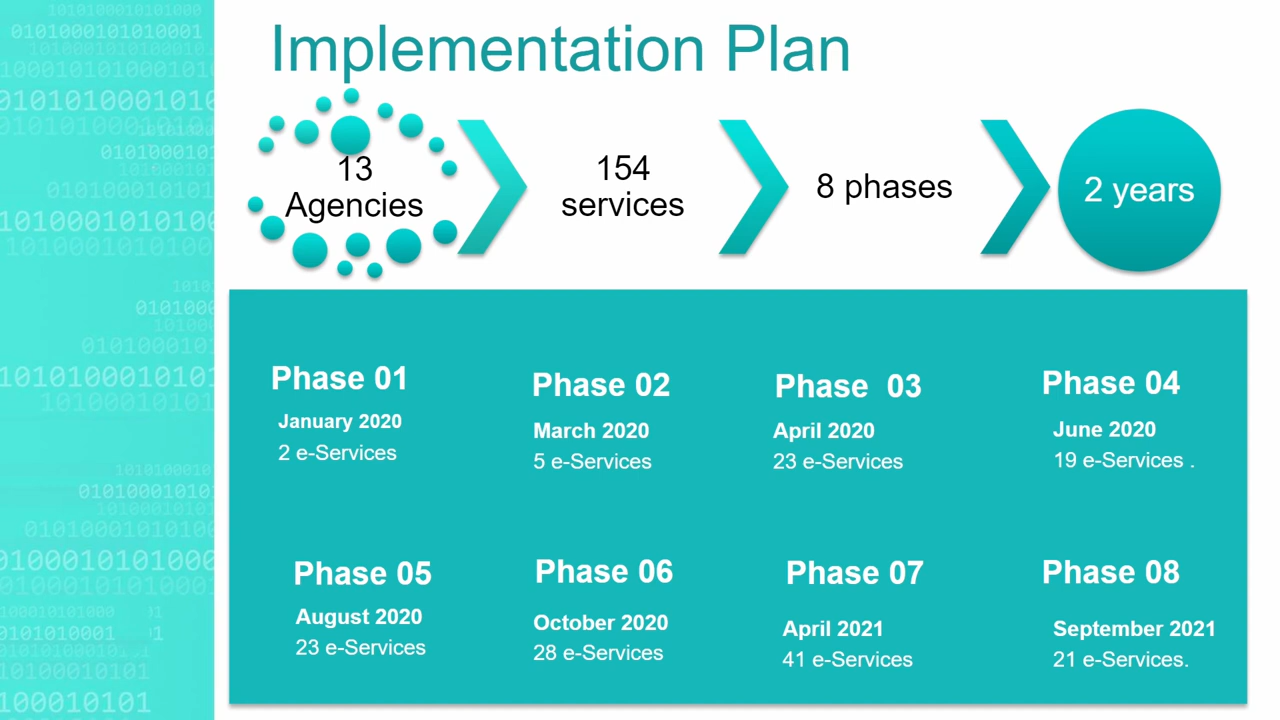 Implementation Plan
13
Agencies
154
services
8 phases
2 years
Phase 01
January 2020
2 e-Services
Phase 02
March 2020
5 e-Services
Phase  03
April 2020
23 e-Services
Phase 04
June 2020
19 e-Services .
Phase 05
August 2020
23 e-Services
Phase 06
October 2020
28 e-Services
Phase 07
April 2021
41 e-Services
Phase 08
September 2021
21 e-Services.